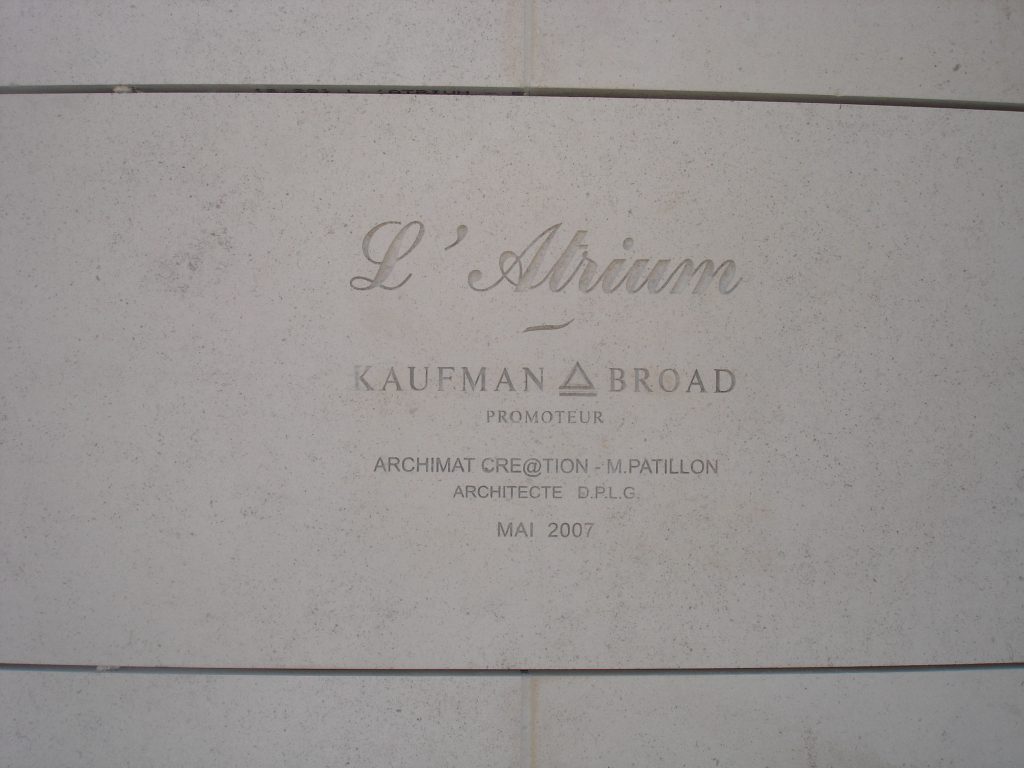 L'Atrium
KAUFMAN BROAD
PROMOTEUR
ARCHIMAT CRE@TION - M.PATILLON
ARCHITECTE D.P.L.G.
MAI 2007